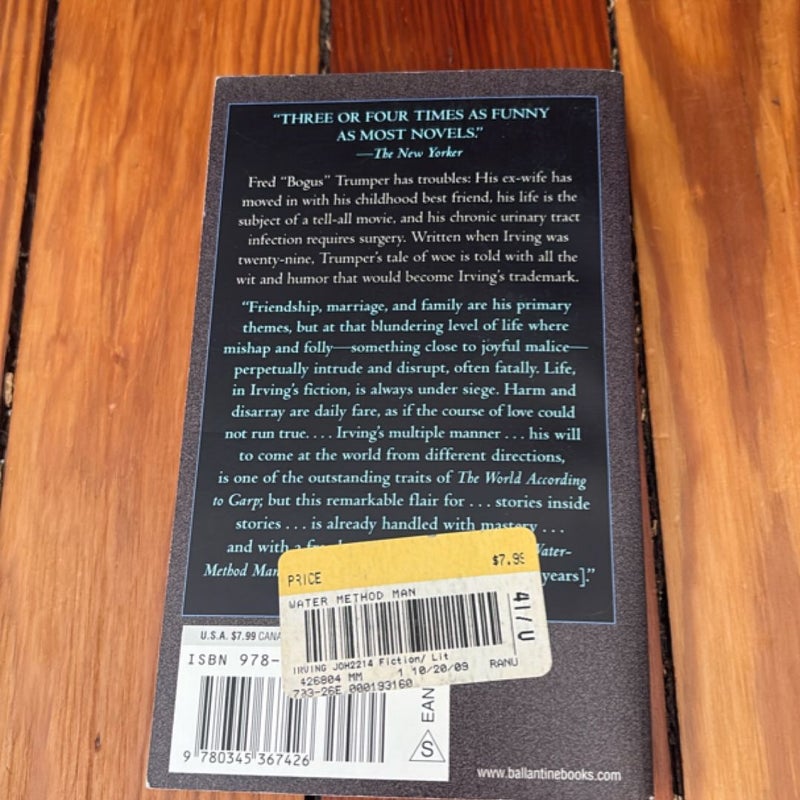 “THREE OR FOUR TIMES AS FUNNY
AS MOST NOVELS.”
—The New Yorker
Fred “Bogus” Trumper has troubles: His ex-wife has
moved in with his childhood best friend, his life is the
subject of a tell-all movie, and his chronic urinary tract
infection requires surgery. Written when Irving was
twenty-nine, Trumper’s tale of woe is told with all the
wit and humor that would become Irving’s trademark.
“Friendship, marriage, and family are his primary
themes, but at that blundering level of life where
mishap and folly—something close to joyful malice—
perpetually intrude and disrupt, often fatally. Life,
in Irving’s fiction, is always under siege. Harm and
disarray are daily fare, as if the course of love could
not run true. . . . Irving’s multiple manner . . . his will
to come at the world from different directions,
is one of the outstanding traits of The World According
to Garp; but this remarkable flair for . . . stories inside
stories . . . is already handled with mastery . . .
and with a Water-
Method Man years].”
PRICE $7.95
WATER METHOD MAN
41/U
IRVING JOH2214 Fiction/ Lit
426804 MM 1 10/20/09 RANU
733-26E 000193160
U.S.A. $7.99 CANA
ISBN 978-
EAN
S
9 780345 367426
www.ballantinebooks.com